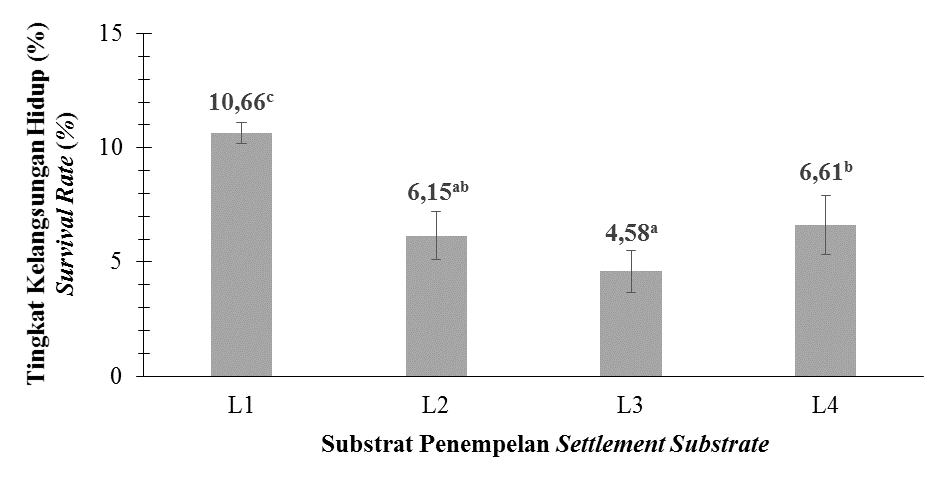 Tingkat Kelangsungan Hidup (%)
Survival Rate (%)
15
10
5
0
10,66ᶜ
6,15ᵃᵇ
4,58ᵃ
6,61ᵇ
L1
L2
L3
L4
Substrat Penempelan Settlement Substrate